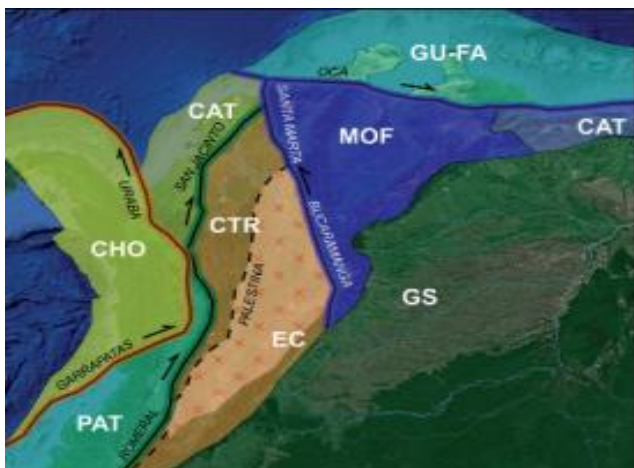 GU-FA
OCA
CAT
SANTA MARTA
SAN JACINTO
MOF
CAT
URABA
CTR
BUCARAMANGA
CHO
PALESTINA
GS
EC
GARRAPATAS
PAT
ROMERAL